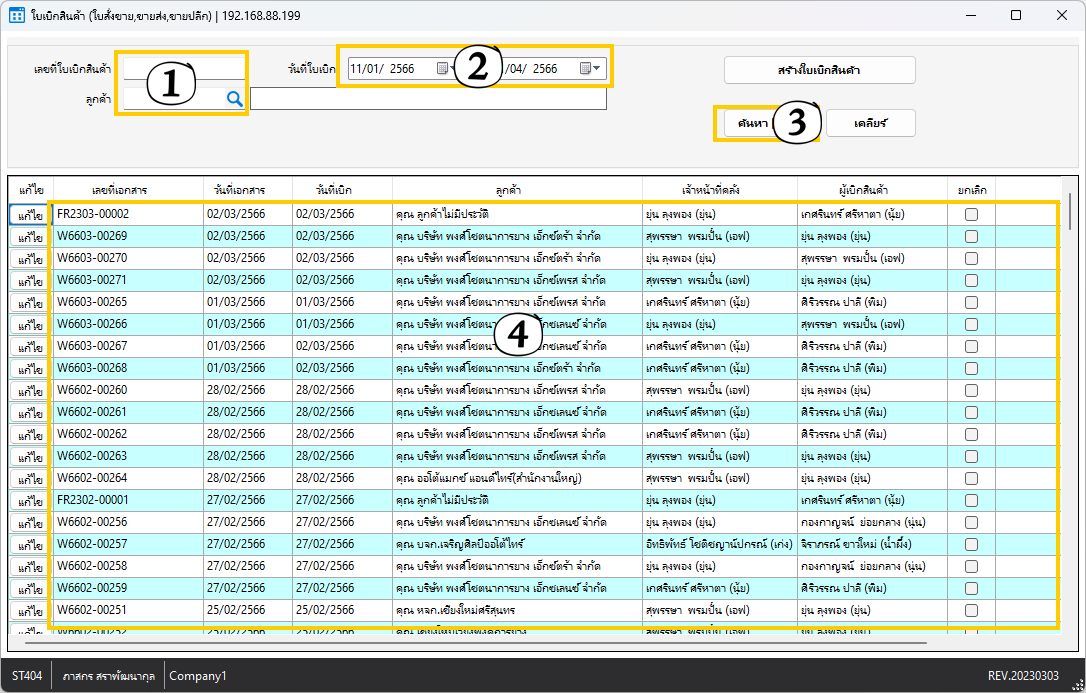 ใบเบิกสินค้า (ใบสั่งขาย,ขายส่ง,ขายปลีก) | 192.168.88.199
เลขที่ใบเบิกสินค้า วันที่ใบเบิก 11/01/ 2566 /04/ 2566 สร้างใบเบิกสินค้า
1 2
ลูกค้า
ค้นหา 3 เคลียร์
แก้ไข เลขที่เอกสาร วันที่เอกสาร วันที่เบิก ลูกค้า เจ้าหน้าที่คลัง ผู้เบิกสินค้า ยกเลิก
แก้ไข FR2303-00002 02/03/2566 02/03/2566 คุณ ลูกค้าไม่มีประวัติ ยุ่น ลุงพอง (ยุ่น) เกศรินทร์ ศรีหาตา (นุ้ย)
แก้ไข W6603-00269 02/03/2566 02/03/2566 คุณ บริษัท พงศ์โชตนาการยาง เอ็กซ์ตร้า จำกัด สุพรรษา พรมปั้น (เอฟ) ยุ่น ลุงพอง (ยุ่น)
แก้ไข W6603-00270 02/03/2566 02/03/2566 คุณ บริษัท พงศ์โชตนาการยาง เอ็กซ์ตร้า จำกัด ยุ่น ลุงพอง (ยุ่น) สุพรรษา พรมปั้น (เอฟ)
แก้ไข W6603-00271 02/03/2566 02/03/2566 คุณ บริษัท พงศ์โชตนาการยาง เอ็กซ์เพรส จำกัด สุพรรษา พรมปั้น (เอฟ) ยุ่น ลุงพอง (ยุ่น)
แก้ไข W6603-00265 01/03/2566 01/03/2566 คุณ บริษัท พงศ์โชตนาการยาง เอ็กซ์เพรส จำกัด เกศรินทร์ ศรีหาตา (นุ้ย) ศิริวรรณ ปาลี (พิม)
แก้ไข W6603-00266 01/03/2566 01/03/2566 คุณ บริษัท พงศ์โชตนาการยาง เอ็กซ์เลนซ์ จำกัด ยุ่น ลุงพอง (ยุ่น) สุพรรษา พรมปั้น (เอฟ)
4
แก้ไข W6603-00267 01/03/2566 02/03/2566 คุณ บริษัท พงศ์โชตนาการยาง เอ็กซ์เลนซ์ จำกัด เกศรินทร์ ศรีหาตา (นุ้ย) ศิริวรรณ ปาลี (พิม)
แก้ไข W6603-00268 01/03/2566 02/03/2566 คุณ บริษัท พงศ์โชตนาการยาง เอ็กซ์ตร้า จำกัด เกศรินทร์ ศรีหาตา (นุ้ย) ศิริวรรณ ปาลี (พิม)
แก้ไข W6602-00260 28/02/2566 28/02/2566 คุณ บริษัท พงศ์โชตนาการยาง เอ็กซ์เพรส จำกัด สุพรรษา พรมปั้น (เอฟ) ยุ่น ลุงพอง (ยุ่น)
แก้ไข W6602-00261 28/02/2566 28/02/2566 คุณ บริษัท พงศ์โชตนาการยาง เอ็กซ์เลนซ์ จำกัด เกศรินทร์ ศรีหาตา (นุ้ย) ศิริวรรณ ปาลี (พิม)
แก้ไข W6602-00262 28/02/2566 28/02/2566 คุณ บริษัท พงศ์โชตนาการยาง เอ็กซ์เพรส จำกัด เกศรินทร์ ศรีหาตา (นุ้ย) ศิริวรรณ ปาลี (พิม)
แก้ไข W6602-00263 28/02/2566 28/02/2566 คุณ บริษัท พงศ์โชตนาการยาง เอ็กซ์เลนซ์ จำกัด สุพรรษา พรมปั้น (เอฟ) ยุ่น ลุงพอง (ยุ่น)
แก้ไข W6602-00264 28/02/2566 28/02/2566 คุณ ออโต้แมกซ์ แอนด์ไทร์(สำนักงานใหญ่) สุพรรษา พรมปั้น (เอฟ) ยุ่น ลุงพอง (ยุ่น)
แก้ไข FR2302-00001 27/02/2566 27/02/2566 คุณ ลูกค้าไม่มีประวัติ ยุ่น ลุงพอง (ยุ่น) เกศรินทร์ ศรีหาตา (นุ้ย)
แก้ไข W6602-00256 27/02/2566 27/02/2566 คุณ บริษัท พงศ์โชตนาการยาง เอ็กซ์เลนซ์ จำกัด ยุ่น ลุงพอง (ยุ่น) กองกาญจน์ ย่อยกลาง (นุ่น)
แก้ไข W6602-00257 27/02/2566 27/02/2566 คุณ บจก.เจริญศิลป์ออโต้ไทร์ อิทธิพัทธ์ โชติชญาน์ปกรณ์ (เก่ง) จิราภรณ์ ขาวใหม่ (น้ำผึ้ง)
แก้ไข W6602-00258 27/02/2566 27/02/2566 คุณ บริษัท พงศ์โชตนาการยาง เอ็กซ์ตร้า จำกัด ยุ่น ลุงพอง (ยุ่น) กองกาญจน์ ย่อยกลาง (นุ่น)
แก้ไข W6602-00259 27/02/2566 27/02/2566 คุณ บริษัท พงศ์โชตนาการยาง เอ็กซ์เลนซ์ จำกัด เกศรินทร์ ศรีหาตา (นุ้ย) ศิริวรรณ ปาลี (พิม)
แก้ไข W6602-00251 25/02/2566 25/02/2566 คุณ หจก.เชียงใหม่ศรีสุนทร สุพรรษา พรมปั้น (เอฟ) ยุ่น ลุงพอง (ยุ่น)
แก้ไข W6602-00252 25/02/2566 25/02/2566 สุพรรษา พรมปั้น (เอฟ) ยุ่น ลุงพอง (ยุ่น)
ST404 ภาสกร สราพัฒนากุล Company1 REV.20230303